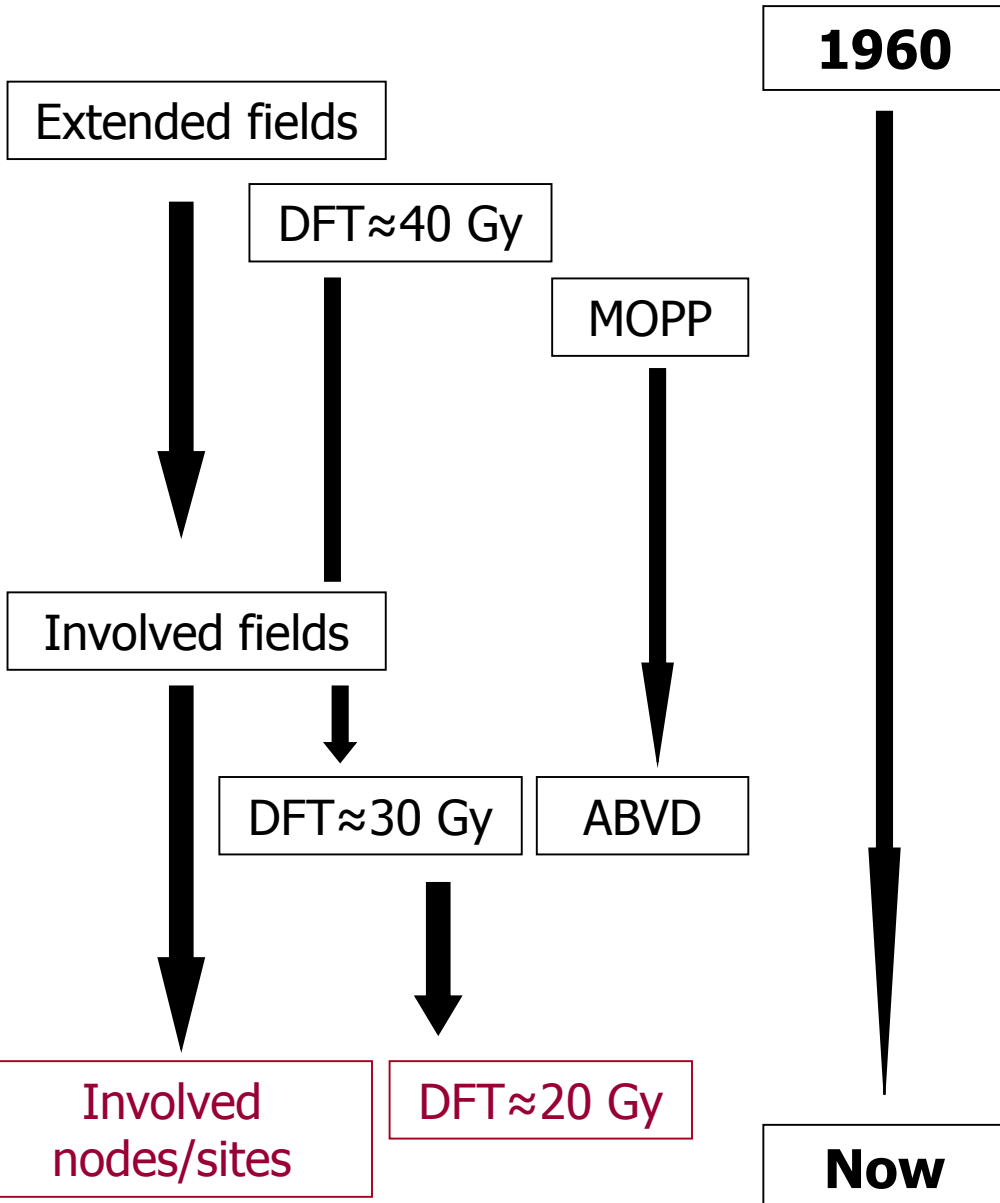 1960
Extended fields
DFT≈40 Gy
MOPP
Involved fields
DFT≈30 Gy
ABVD
Involved
nodes/sites
DFT≈20 Gy
Now